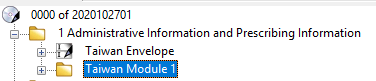 0000 of 2020102701
1 Administrative Information and Prescribing Information
Taiwan Envelope
Taiwan Module 1